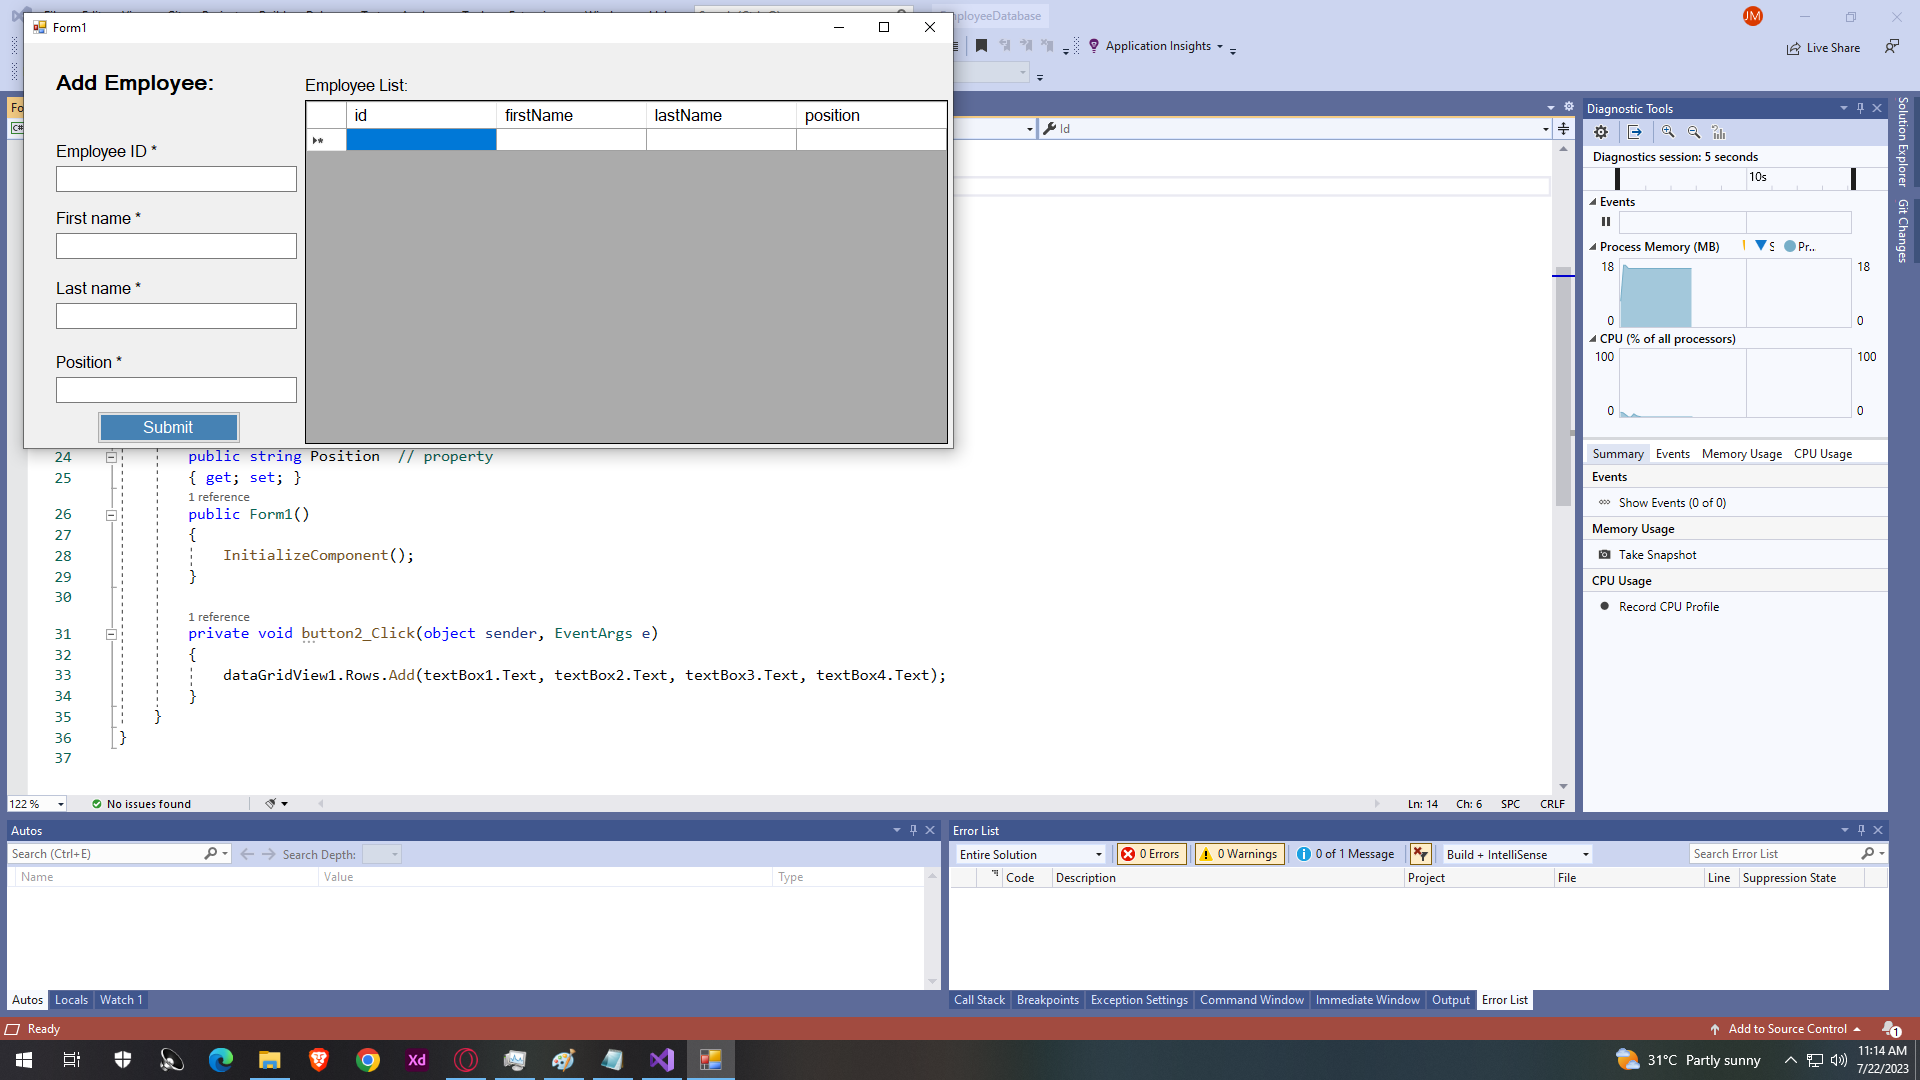 Form1
EmployeeDatabase
JM
Application Insights
Live Share
Add Employee:
Employee List:
id firstName lastName position
Employee ID *
First name *
Last name *
Position *
Submit
Id
24 public string Position // property
25 { get; set; }
1 reference
26 public Form1()
27 {
28 InitializeComponent();
29 }
30
1 reference
31 private void button2_Click(object sender, EventArgs e)
32 {
33 dataGridView1.Rows.Add(textBox1.Text, textBox2.Text, textBox3.Text, textBox4.Text);
34 }
35 }
36 }
37
122 %
No issues found
Ln: 14 Ch: 6 SPC CRLF
Diagnostic Tools
Diagnostics session: 5 seconds
10s
Events
Process Memory (MB) S Pr...
18 18
0 0
CPU (% of all processors)
100 100
0 0
Summary Events Memory Usage CPU Usage
Events
Show Events (0 of 0)
Memory Usage
Take Snapshot
CPU Usage
Record CPU Profile
Solution Explorer
Git Changes
Autos
Search (Ctrl+E)
Search Depth:
Name Value Type
Autos Locals Watch 1
Error List
Entire Solution
0 Errors
0 Warnings
0 of 1 Message
Build + IntelliSense
Search Error List
Code Description Project File Line Suppression State
Call Stack Breakpoints Exception Settings Command Window Immediate Window Output Error List
Ready
Add to Source Control
1
Xd
31°C Partly sunny
11:14 AM
7/22/2023